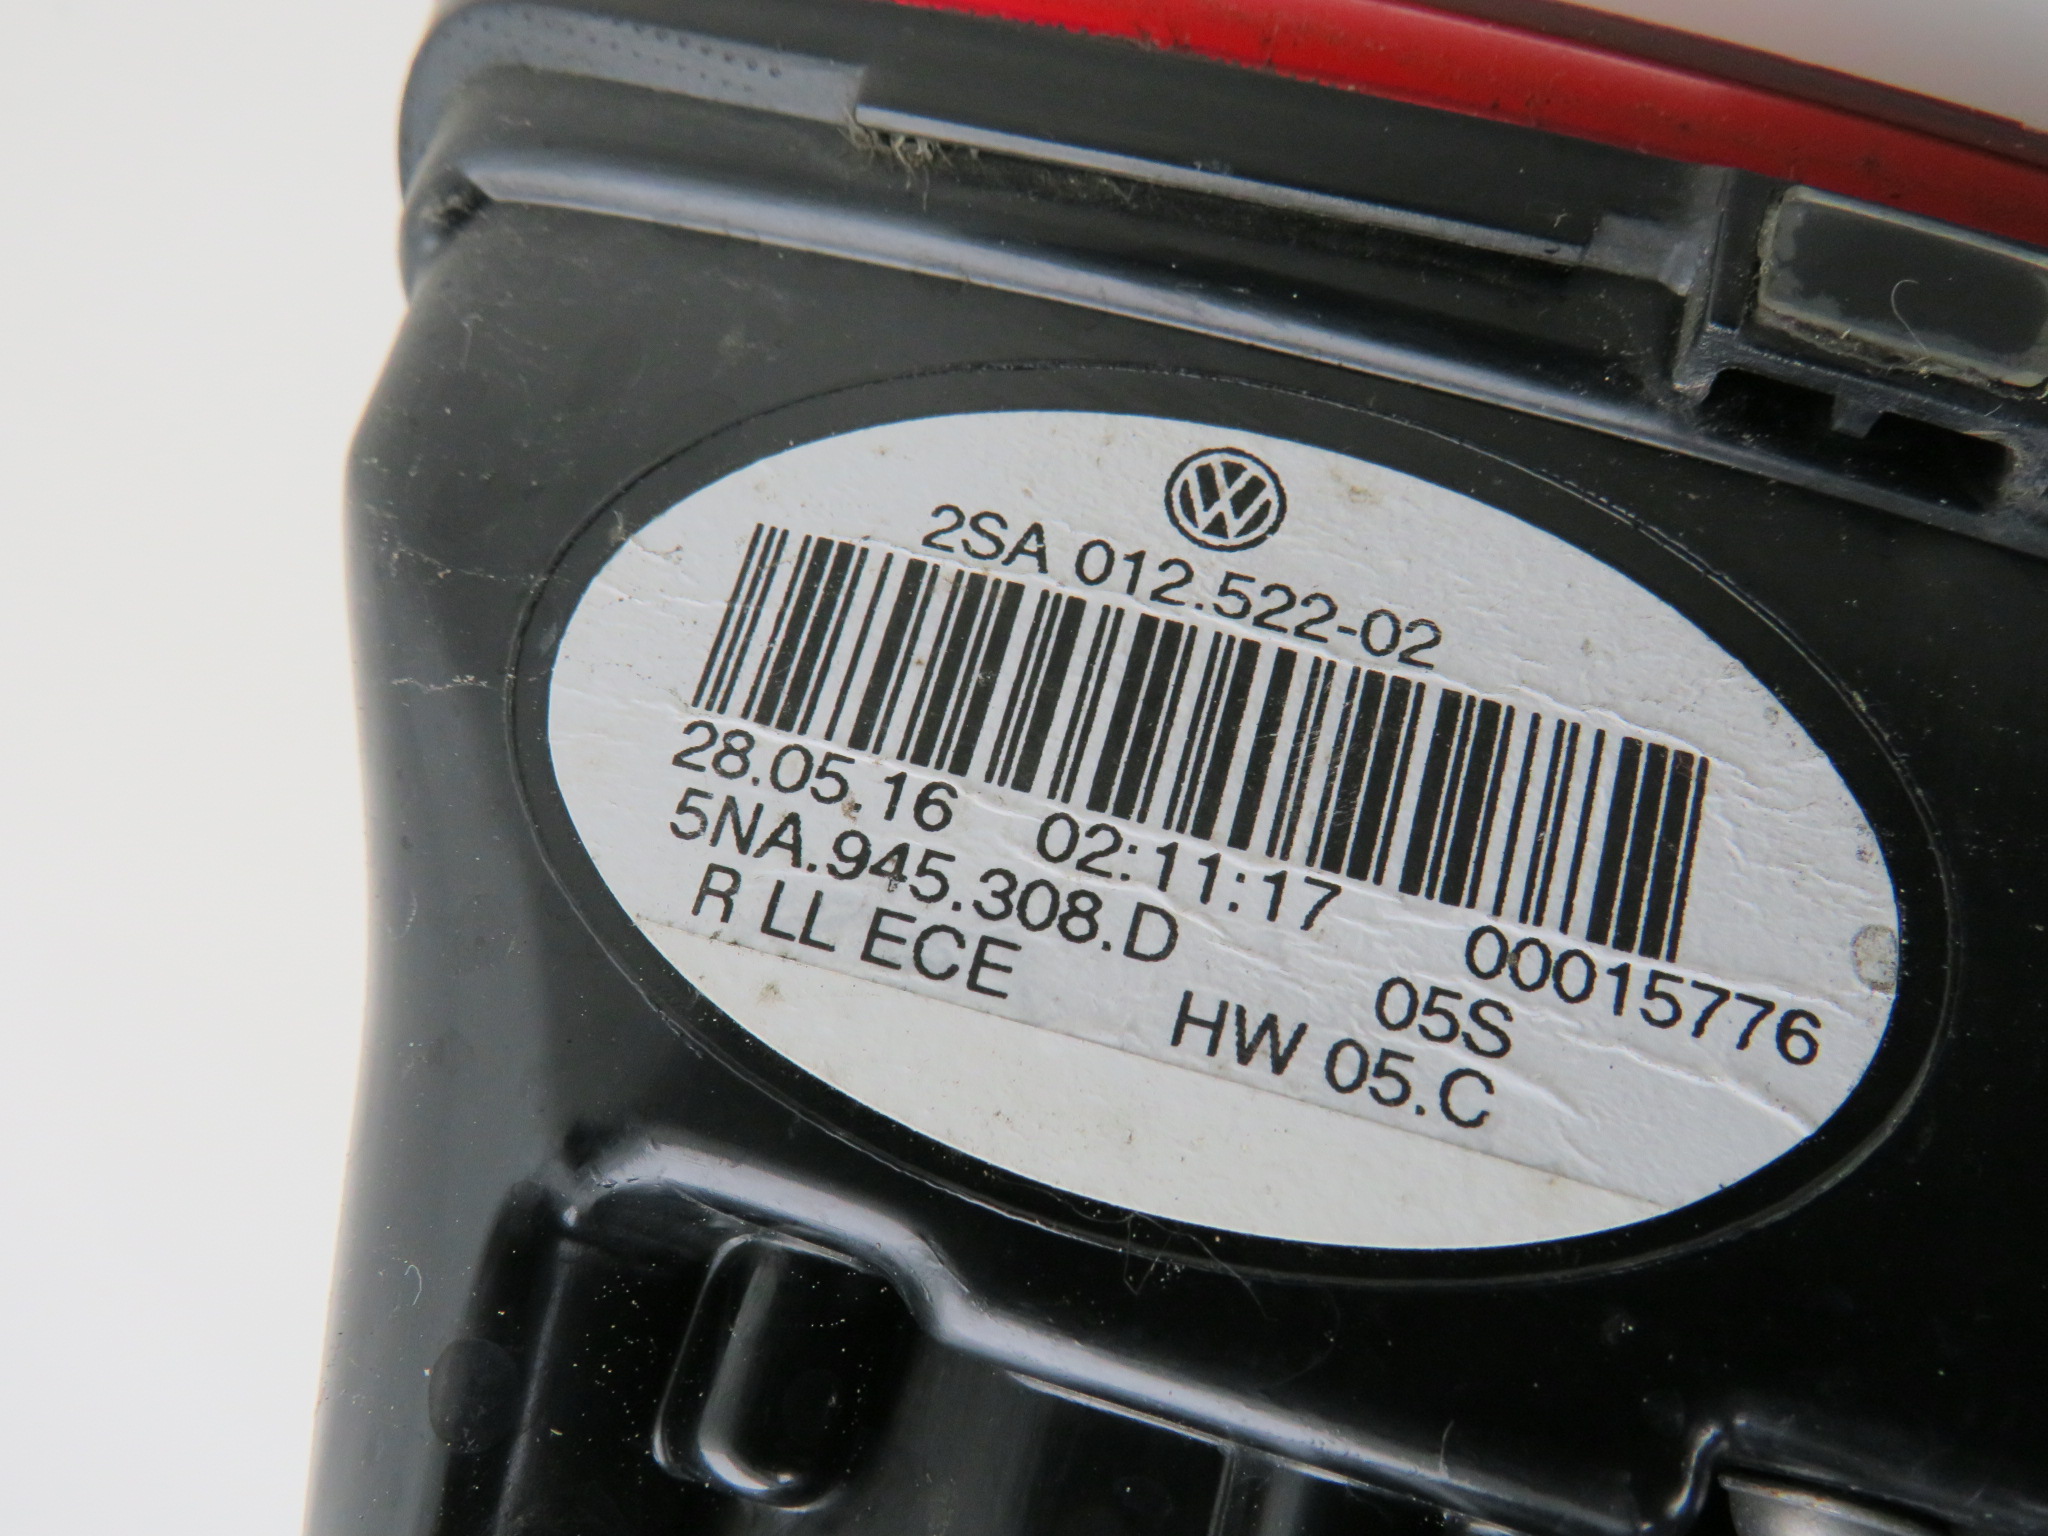 2SA 012.522-02
28.05.16 02:11:17 00015776
5NA.945.308.D 05S
R LL ECE HW 05.C